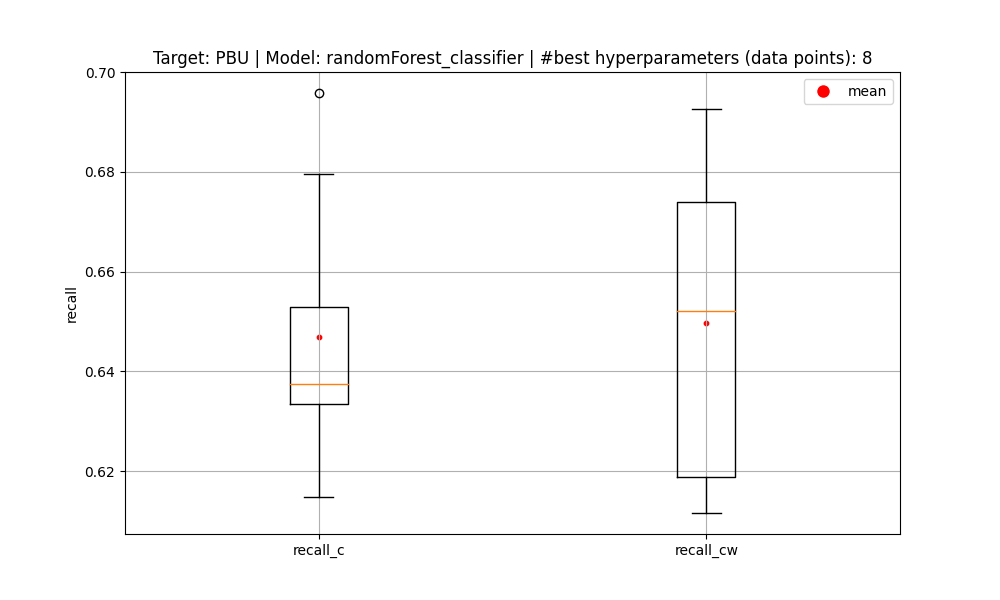 Target: PBU | Model: randomForest_classifier | #best hyperparameters (data points): 8
mean
0.70
0.68
0.66
0.64
0.62
recall
recall_c
recall_cw